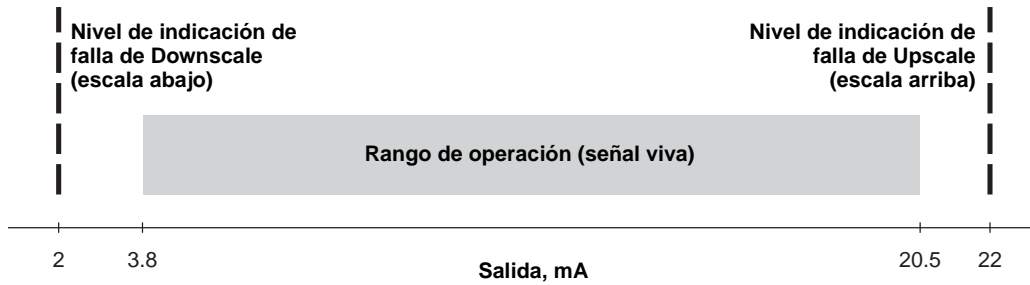 Nivel de indicación de
falla de Downscale
(escala abajo)
Nivel de indicación de
falla de Upscale
(escala arriba)
Rango de operación (señal viva)
2
3.8
20.5
22
Salida, mA